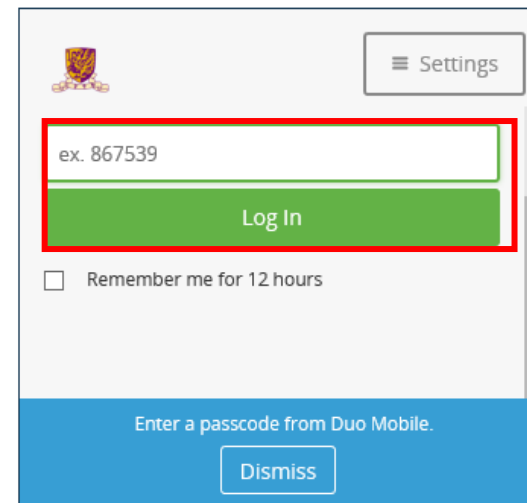 ≡ Settings
ex. 867539
Log In
Remember me for 12 hours
Enter a passcode from Duo Mobile.
Dismiss